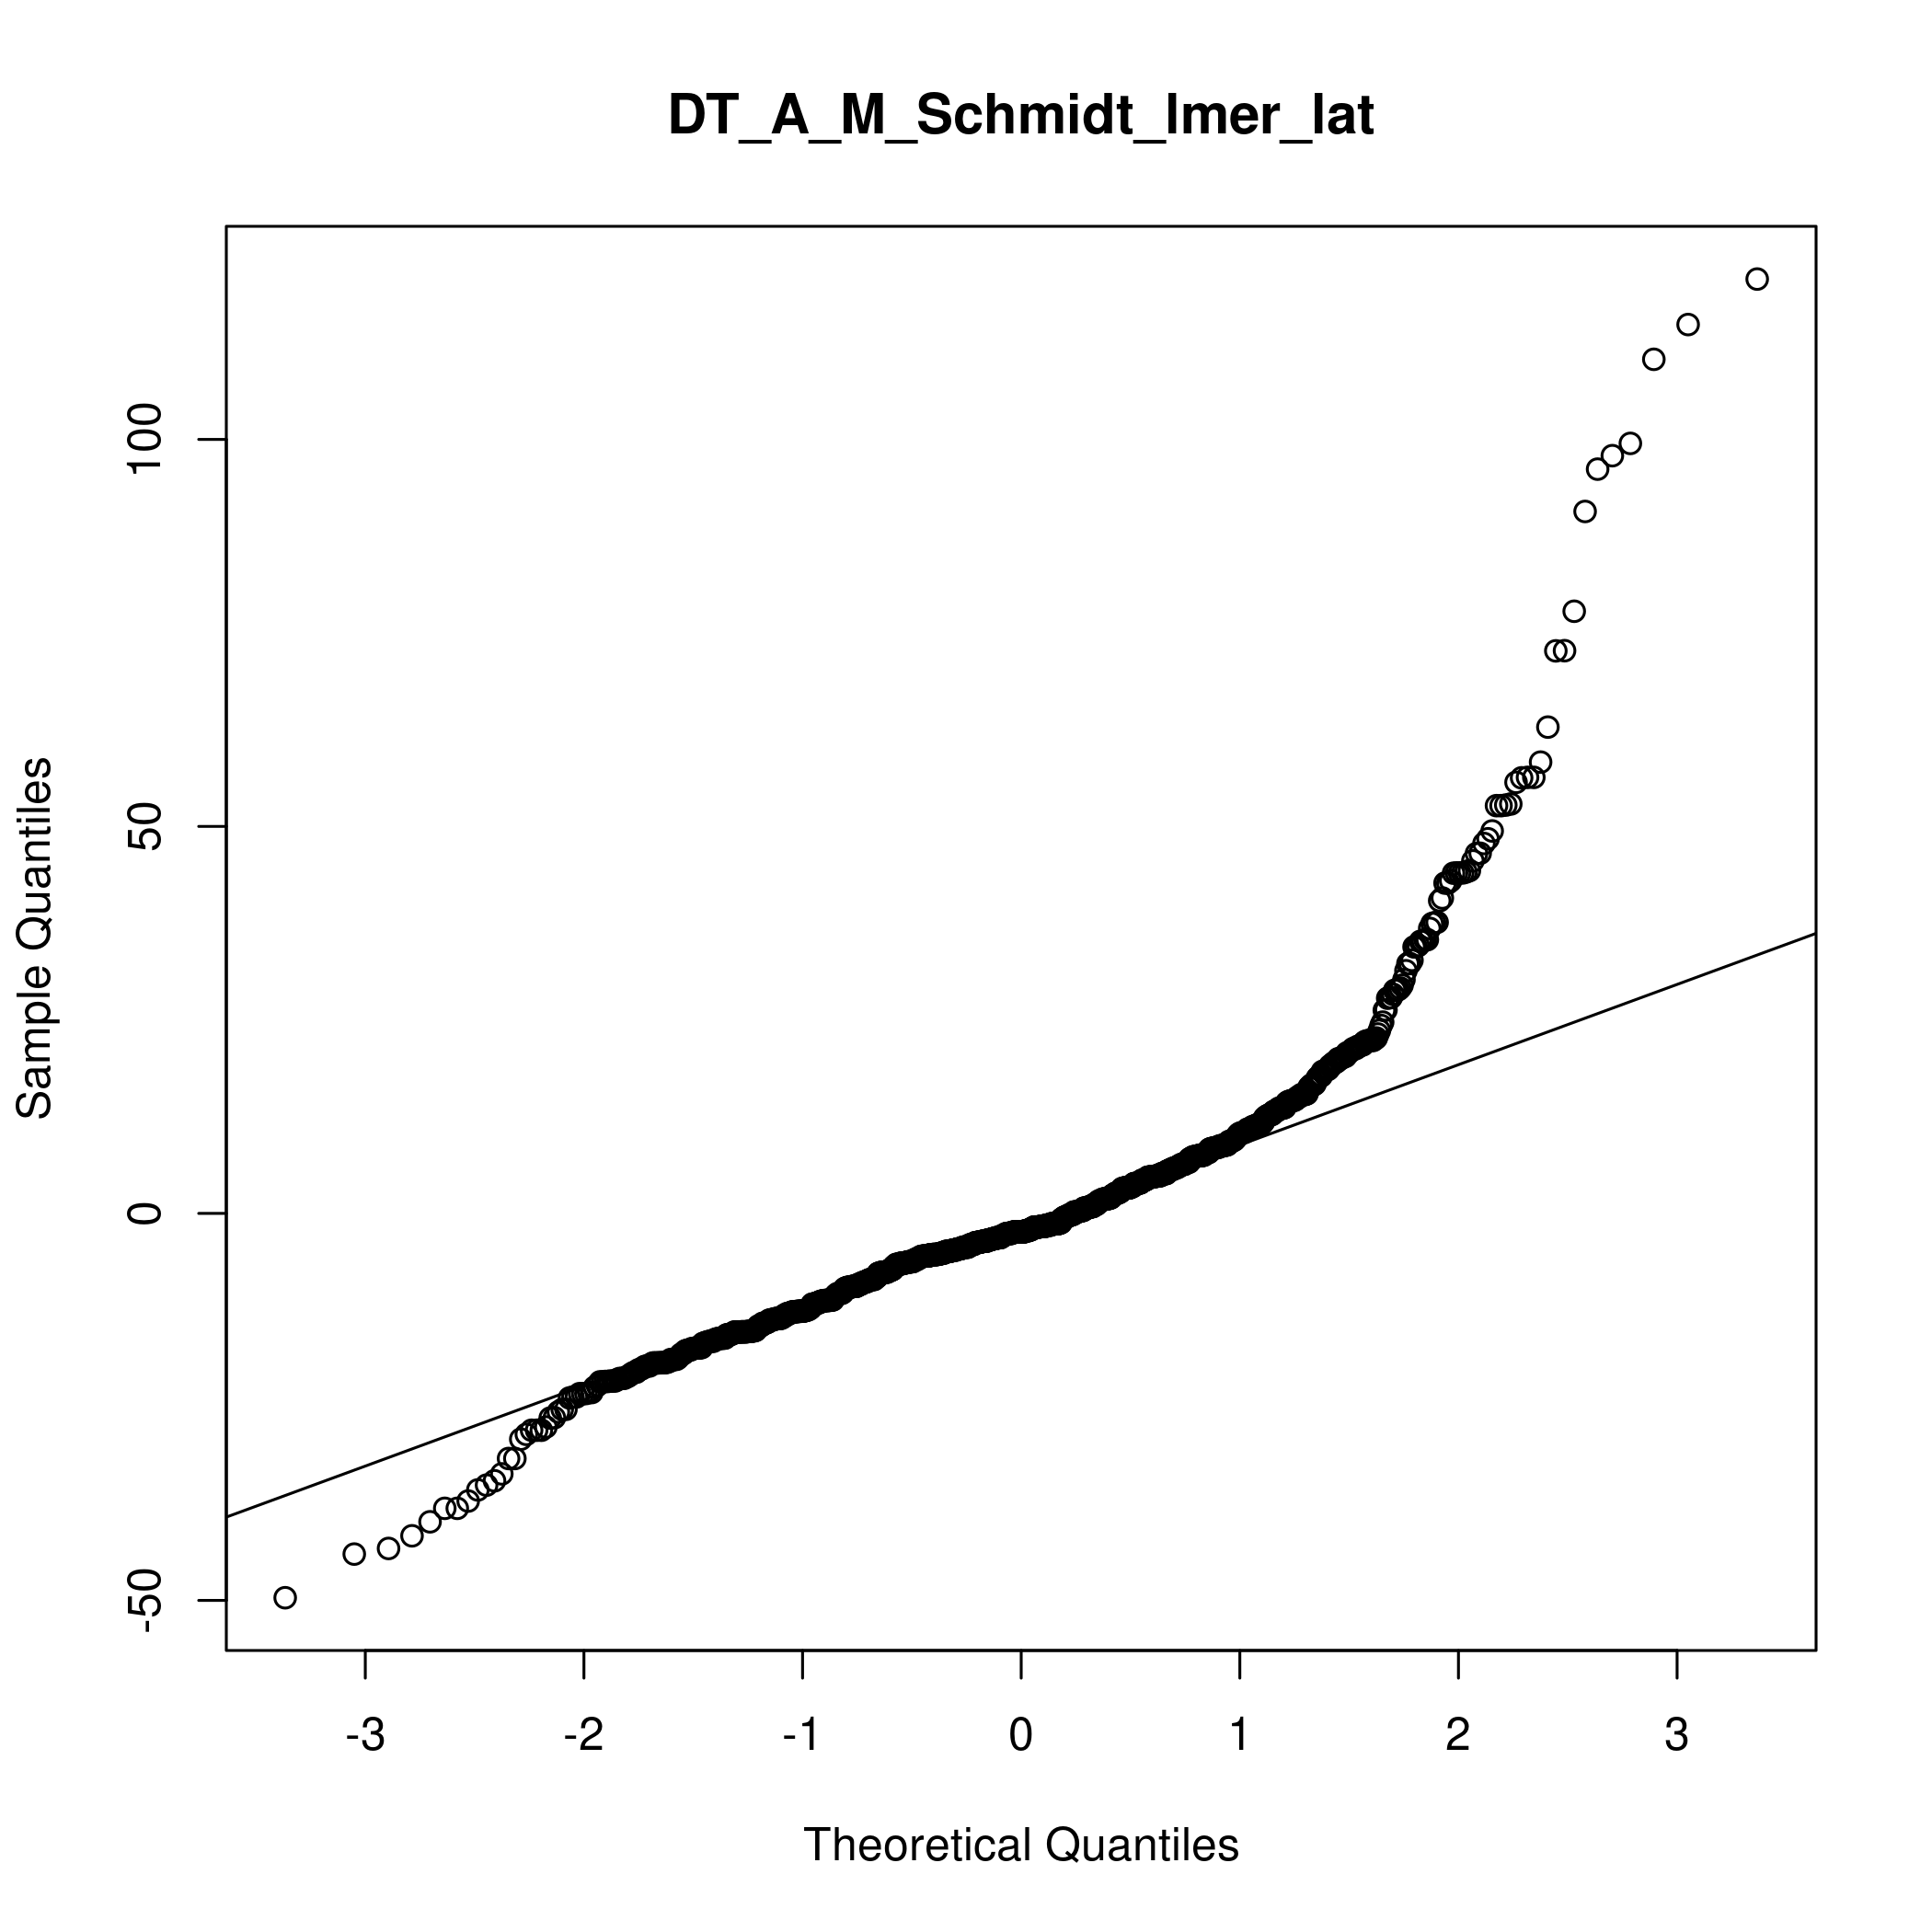 DT_A_M_Schmidt_lmer_lat
Sample Quantiles
100
50
0
-50
-3 -2 -1 0 1 2 3
Theoretical Quantiles